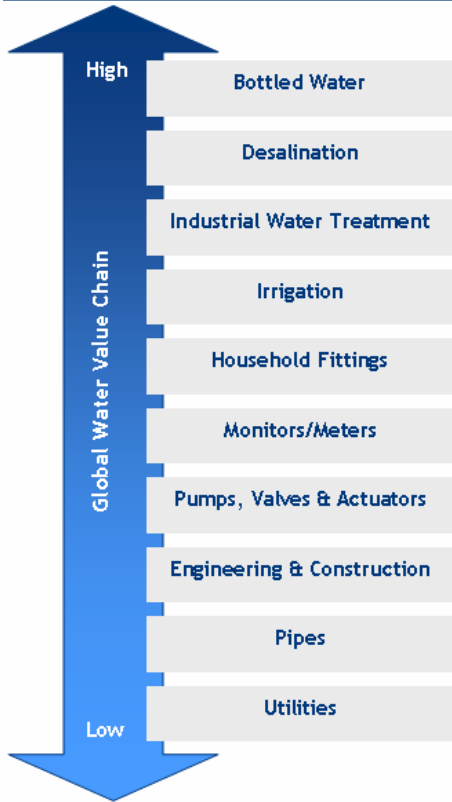 High
Bottled Water
Desalination
Industrial Water Treatment
Irrigation
Household Fittings
Monitors/Meters
Pumps, Valves & Actuators
Engineering & Construction
Pipes
Utilities
Low
Global Water Value Chain